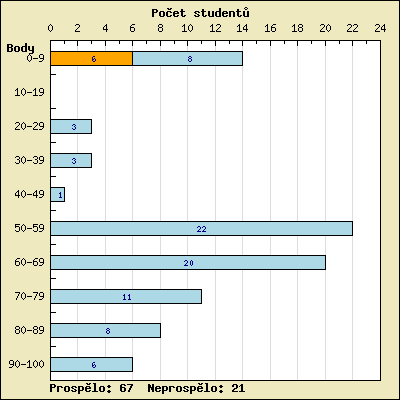 Počet studentů
0 2 4 6 8 10 12 14 16 18 20 22 24
Body
0-9 6 8
10-19
20-29 3
30-39 3
40-49 1
50-59 22
60-69 20
70-79 11
80-89 8
90-100 6
Prospělo: 67 Neprospělo: 21